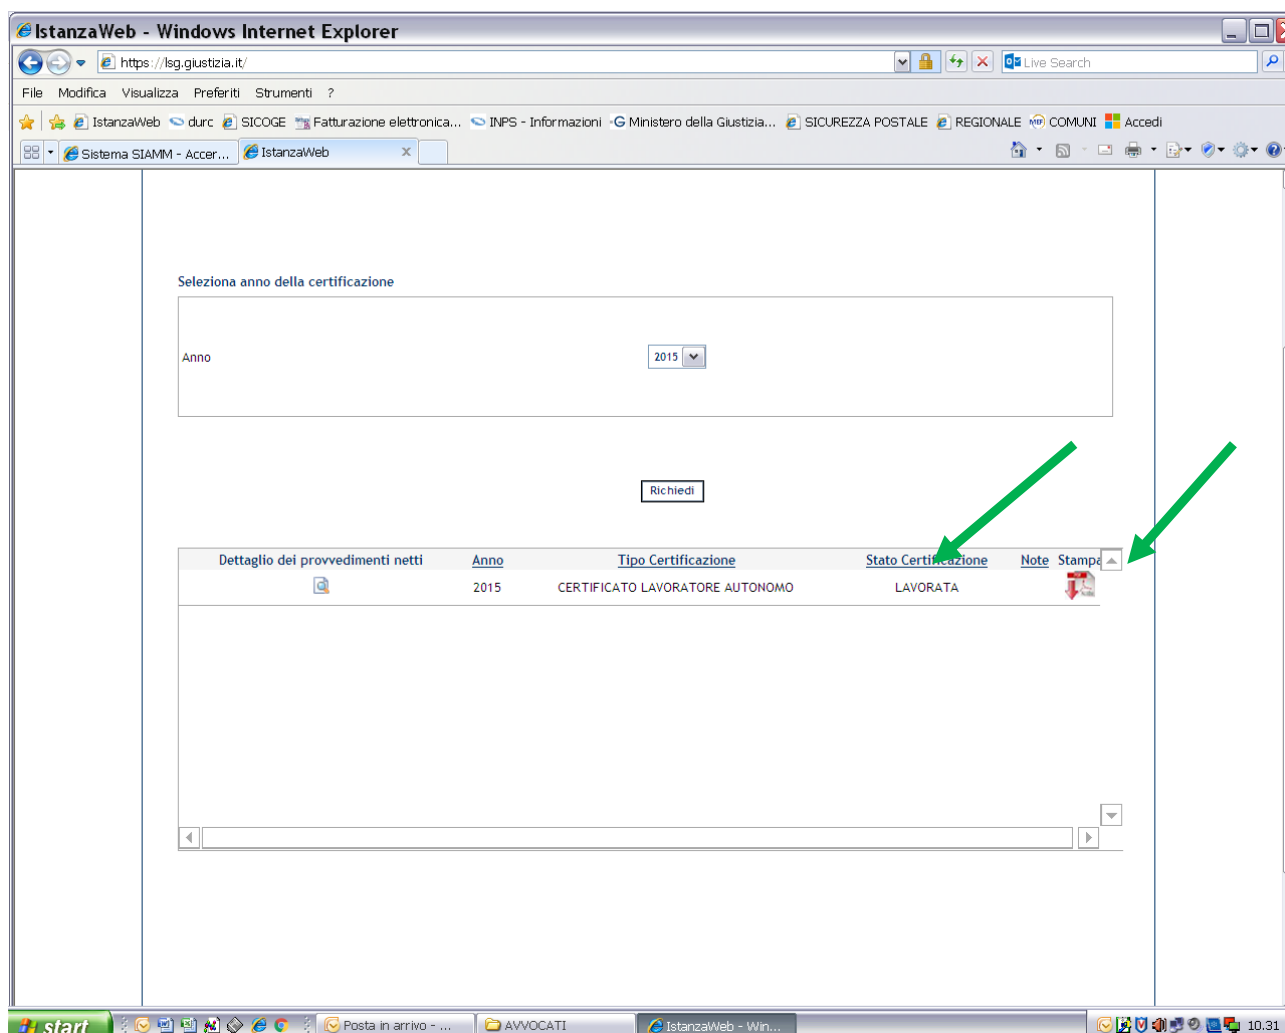 IstanzaWeb - Windows Internet Explorer
https://lsg.giustizia.it/
Live Search
File Modifica Visualizza Preferiti Strumenti ?
IstanzaWeb durc SICOGE Fatturazione elettronica... INPS - Informazioni Ministero della Giustizia... SICUREZZA POSTALE REGIONALE COMUNI Accedi
Sistema SIAMM - Accer... IstanzaWeb
Seleziona anno della certificazione
Anno 2015
Richiedi
Dettaglio dei provvedimenti netti Anno Tipo Certificazione Stato Certificazione Note Stampa
2015 CERTIFICATO LAVORATORE AUTONOMO LAVORATA
start Posta in arrivo - ... AVVOCATI IstanzaWeb - Win... 10.31